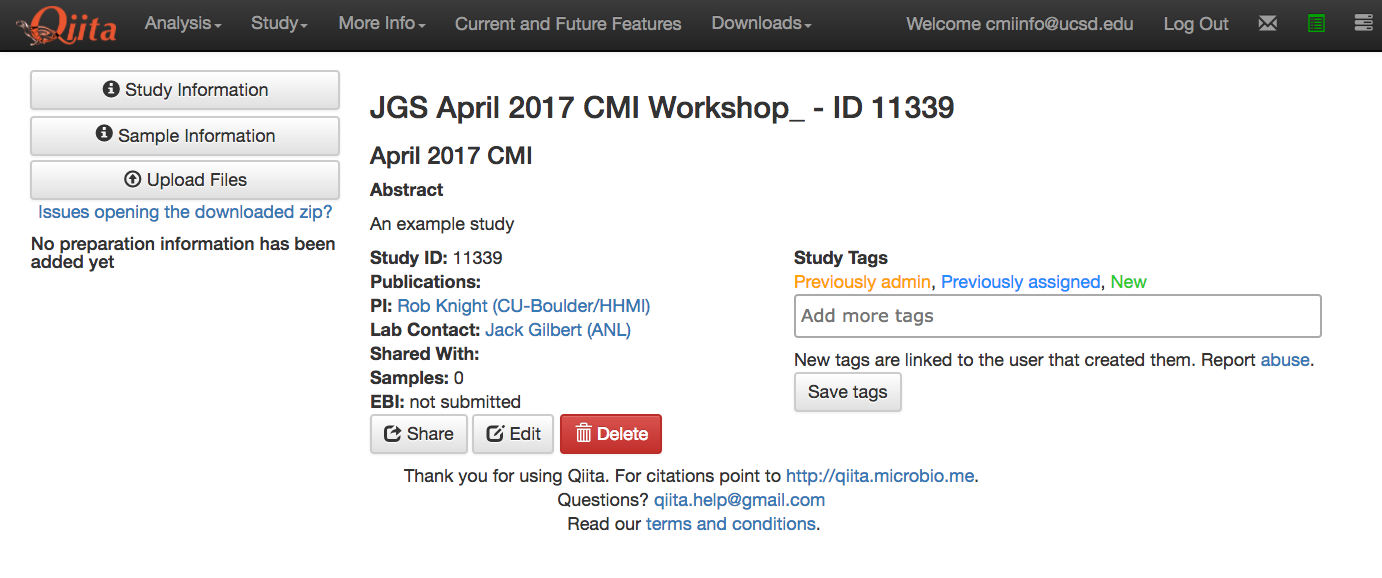 Qiita Analysis Study More Info Current and Future Features Downloads Welcome cmiinfo@ucsd.edu Log Out
Study Information
Sample Information
Upload Files
Issues opening the downloaded zip?
No preparation information has been
added yet
JGS April 2017 CMI Workshop_ - ID 11339
April 2017 CMI
Abstract
An example study
Study ID: 11339
Publications:
PI: Rob Knight (CU-Boulder/HHMI)
Lab Contact: Jack Gilbert (ANL)
Shared With:
Samples: 0
EBI: not submitted
Share Edit Delete
Study Tags
Previously admin, Previously assigned, New
Add more tags
New tags are linked to the user that created them. Report abuse.
Save tags
Thank you for using Qiita. For citations point to http://qiita.microbio.me.
Questions? qiita.help@gmail.com
Read our terms and conditions.